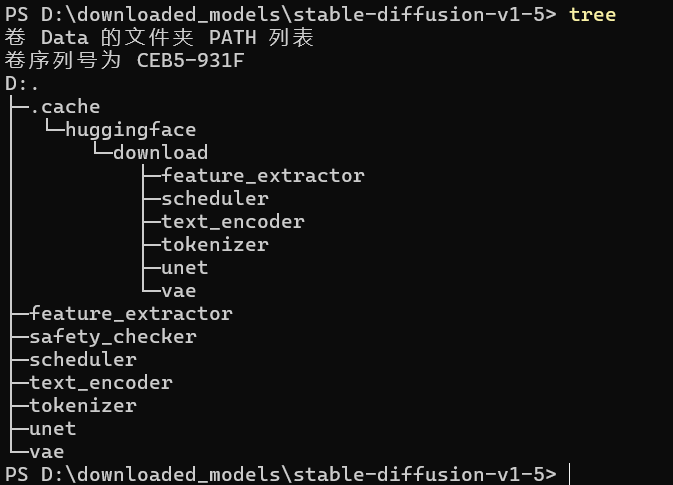 PS D:\downloaded_models\stable-diffusion-v1-5> tree
卷 Data 的文件夹 PATH 列表
卷序列号为 CEB5-931F
D:.
├─.cache
│  └─huggingface
│      └─download
│          ├─feature_extractor
│          ├─scheduler
│          ├─text_encoder
│          ├─tokenizer
│          ├─unet
│          └─vae
├─feature_extractor
├─safety_checker
├─scheduler
├─text_encoder
├─tokenizer
├─unet
└─vae
PS D:\downloaded_models\stable-diffusion-v1-5>